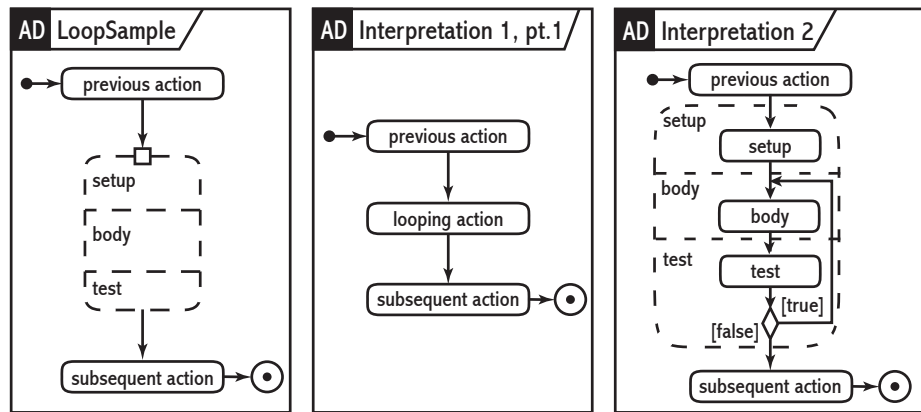 AD LoopSample
previous action
setup
body
test
subsequent action
AD Interpretation 1, pt.1
previous action
looping action
subsequent action
AD Interpretation 2
previous action
setup
setup
body
body
test
test
[true]
[false]
subsequent action